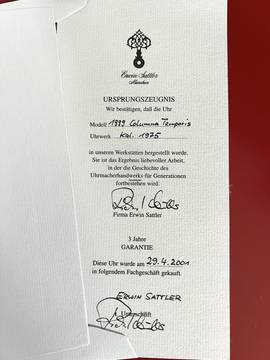 Erwin Sattler
München
URSPRUNGSZEUGNIS
Wir bestätigen, daß die Uhr
Modell 1999 Columna Temporis
Uhrwerk Kal. 1975
in unseren Werkstätten hergestellt wurde.
Sie ist das Ergebnis liebevoller Arbeit,
in der die Geschichte des
Uhrmacherhandwerks für Generationen
fortbestehen wird.
Firma Erwin Sattler
3 Jahre
GARANTIE
Diese Uhr wurde am 29.4.2001
in folgendem Fachgeschäft gekauft.
ERWIN SATTLER
Unterschrift